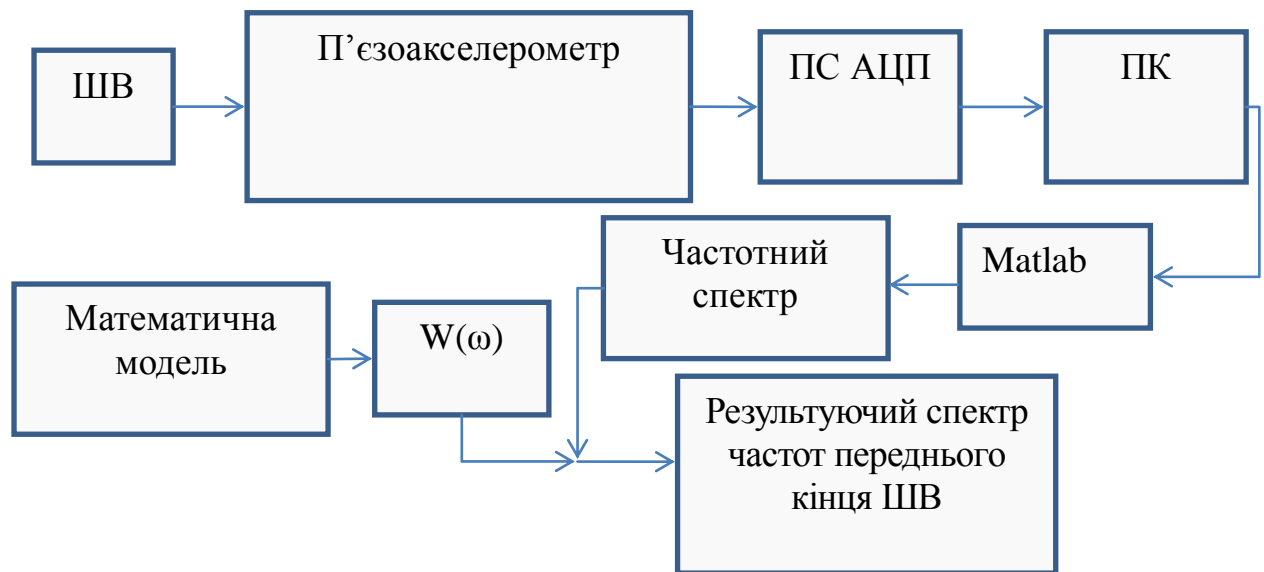 ШВ
П’єзоакселерометр
ПС АЦП
ПК
Частотний
спектр
Matlab
Математична
модель
W(ω)
Результуючий спектр
частот переднього
кінця ШВ